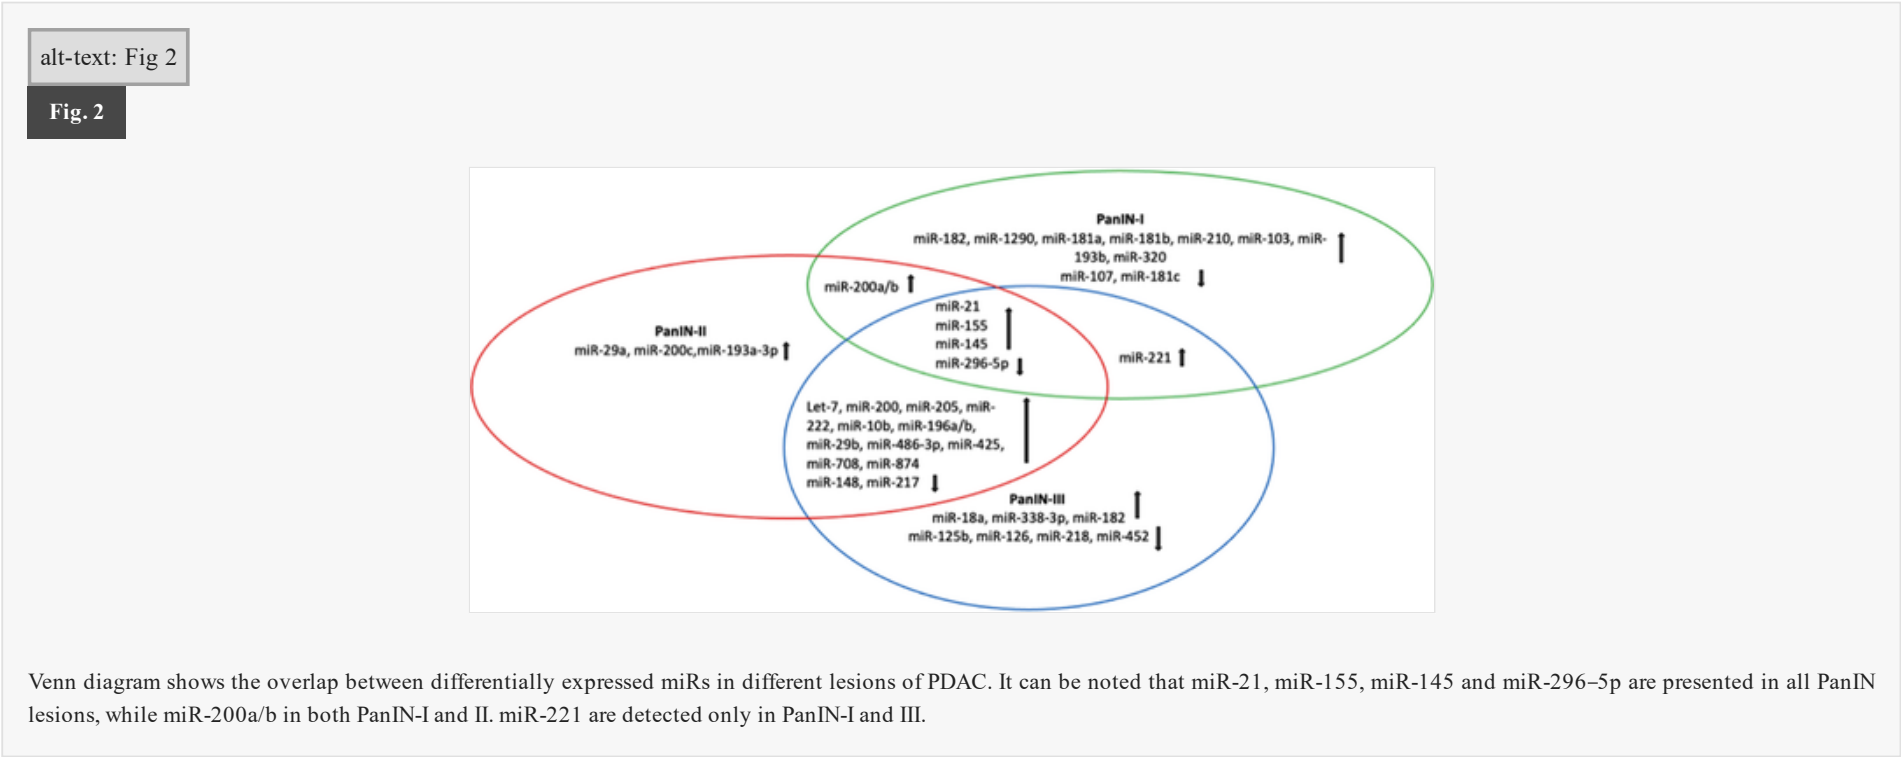 alt-text: Fig 2
Fig. 2
PanIN-I
miR-182, miR-1290, miR-181a, miR-181b, miR-210, miR-103, miR-
193b, miR-320
miR-107, miR-181c
miR-200a/b
miR-21
miR-155
miR-145
miR-296-5p
PanIN-II
miR-29a, miR-200c,miR-193a-3p
miR-221
Let-7, miR-200, miR-205, miR-
222, miR-10b, miR-196a/b,
miR-29b, miR-486-3p, miR-425,
miR-708, miR-874
miR-148, miR-217
PanIN-III
miR-18a, miR-338-3p, miR-182
miR-125b, miR-126, miR-218, miR-452
Venn diagram shows the overlap between differentially expressed miRs in different lesions of PDAC. It can be noted that miR-21, miR-155, miR-145 and miR-296–5p are presented in all PanIN
lesions, while miR-200a/b in both PanIN-I and II. miR-221 are detected only in PanIN-I and III.